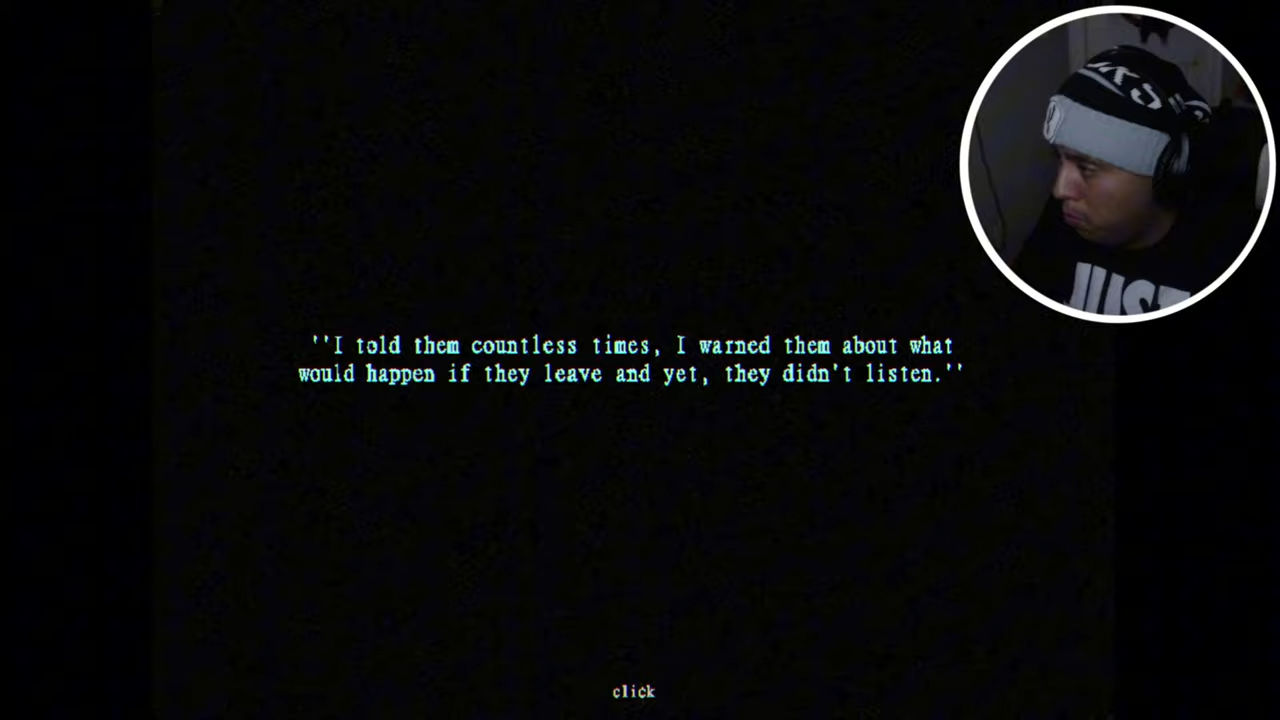 ''I told them countless times, I warned them about what
would happen if they leave and yet, they didn't listen.''
click
JUST